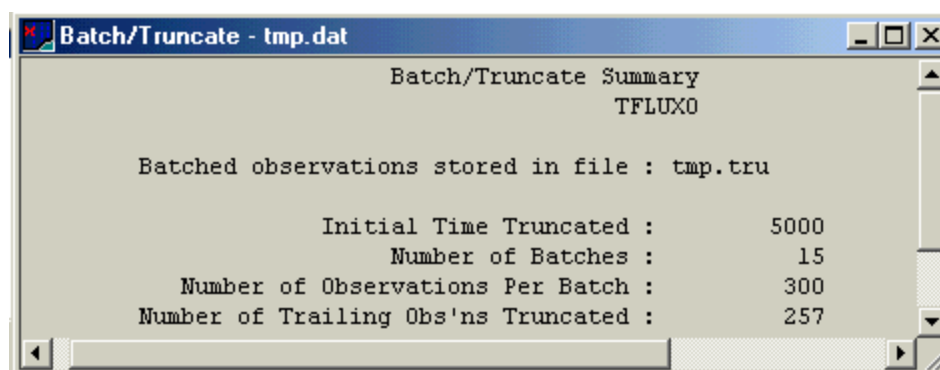 Batch/Truncate - tmp.dat
Batch/Truncate Summary
TFLUX0
Batched observations stored in file : tmp.tru
Initial Time Truncated : 5000
Number of Batches : 15
Number of Observations Per Batch : 300
Number of Trailing Obs'ns Truncated : 257